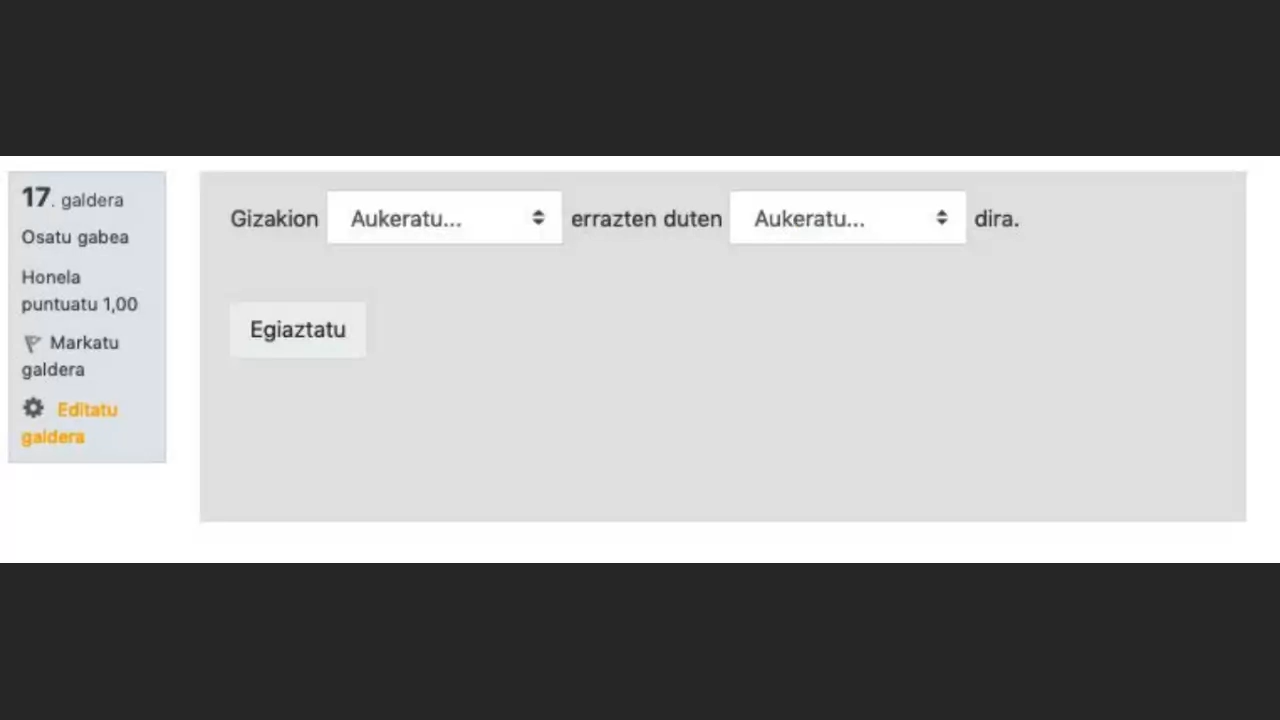 17. galdera
Osatu gabea
Honela
puntuatu 1,00
Markatu
galdera
Editatu
galdera
Gizakion Aukeratu... errazten duten Aukeratu... dira.
Egiaztatu